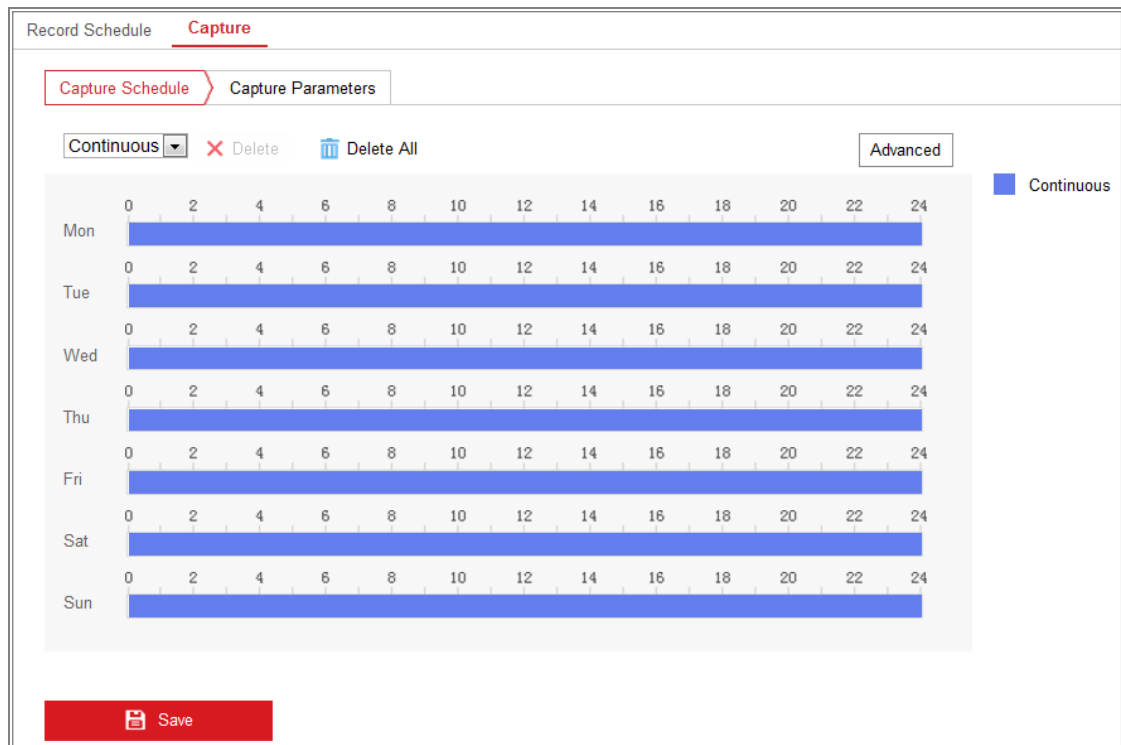 Record Schedule Capture
Capture Schedule Capture Parameters
Continuous Delete Delete All Advanced
Continuous
0 2 4 6 8 10 12 14 16 18 20 22 24
Mon
0 2 4 6 8 10 12 14 16 18 20 22 24
Tue
0 2 4 6 8 10 12 14 16 18 20 22 24
Wed
0 2 4 6 8 10 12 14 16 18 20 22 24
Thu
0 2 4 6 8 10 12 14 16 18 20 22 24
Fri
0 2 4 6 8 10 12 14 16 18 20 22 24
Sat
0 2 4 6 8 10 12 14 16 18 20 22 24
Sun
Save